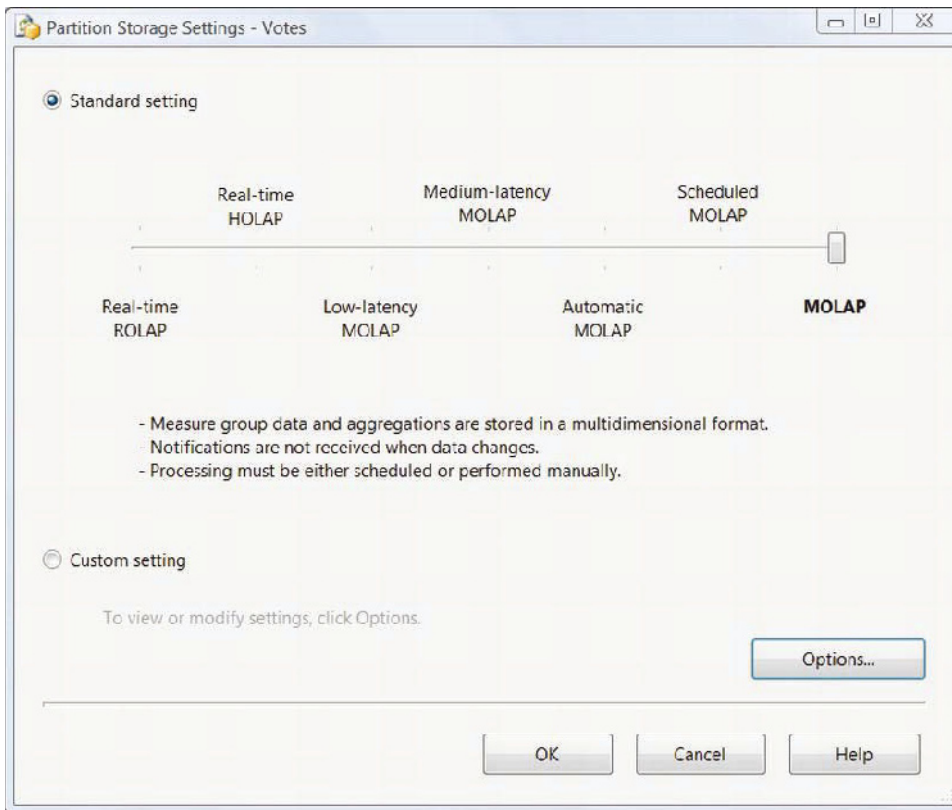 Partition Storage Settings - Votes
Standard setting
Real-time
HOLAP
Medium-latency
MOLAP
Scheduled
MOLAP
Real-time
ROLAP
Low-latency
MOLAP
Automatic
MOLAP
MOLAP
- Measure group data and aggregations are stored in a multidimensional format.
- Notifications are not received when data changes.
- Processing must be either scheduled or performed manually.
Custom setting
To view or modify settings, click Options.
Options...
OK Cancel Help